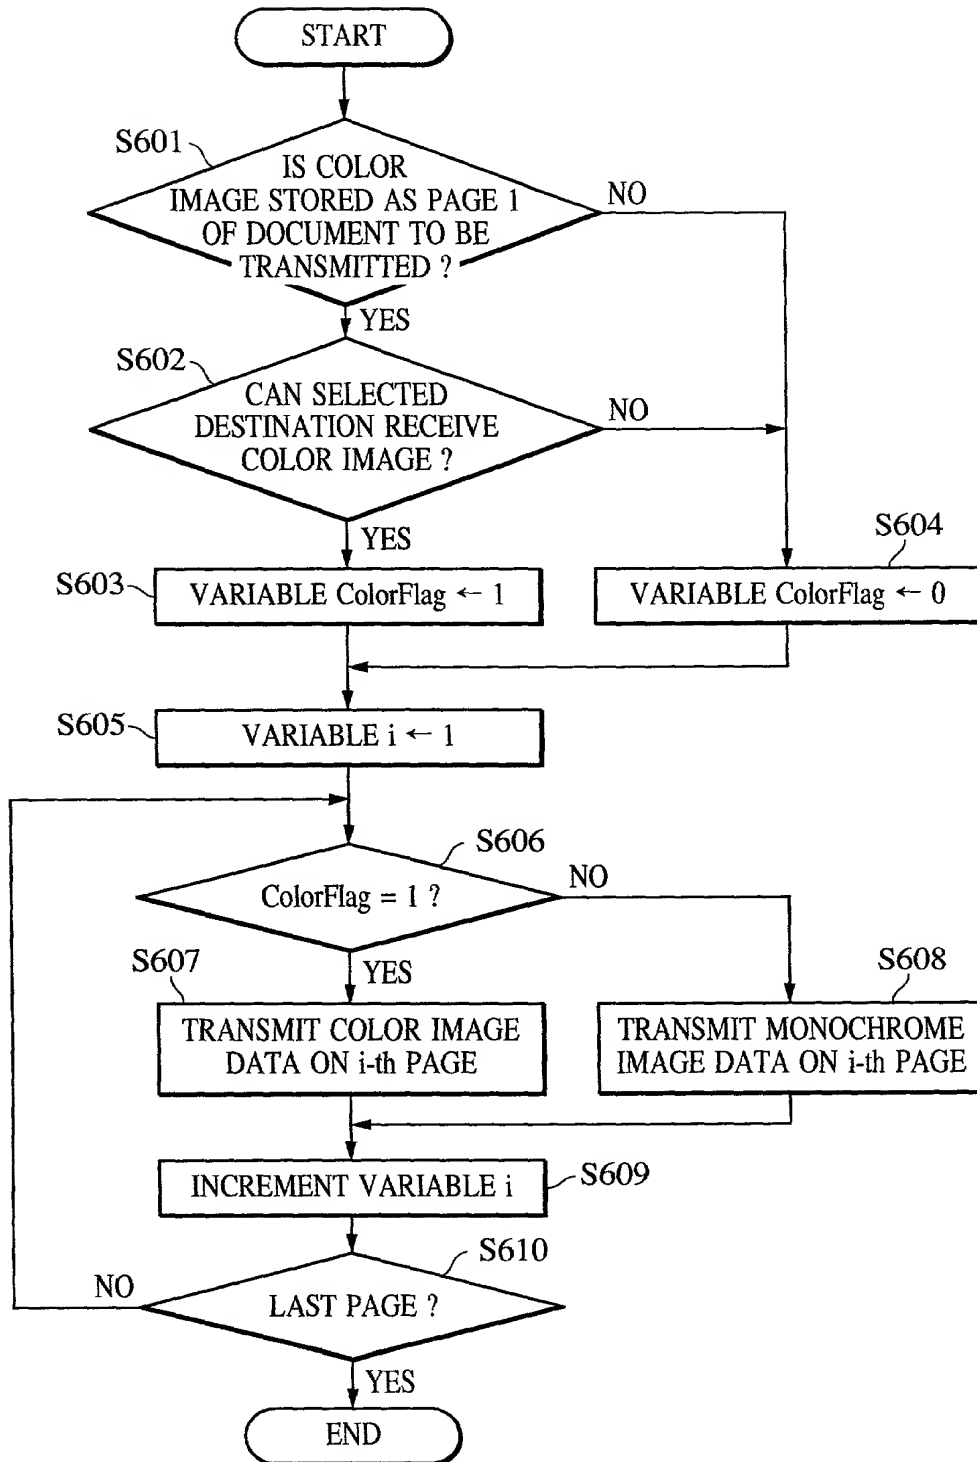 START
S601
IS COLOR
IMAGE STORED AS PAGE 1
OF DOCUMENT TO BE
TRANSMITTED ?
NO
YES
S602
CAN SELECTED
DESTINATION RECEIVE
COLOR IMAGE ?
NO
YES
S603
VARIABLE ColorFlag ← 1
S604
VARIABLE ColorFlag ← 0
S605
VARIABLE i ← 1
S606
ColorFlag = 1 ?
NO
YES
S607
TRANSMIT COLOR IMAGE
DATA ON i-th PAGE
S608
TRANSMIT MONOCHROME
IMAGE DATA ON i-th PAGE
INCREMENT VARIABLE i
S609
S610
NO
LAST PAGE ?
YES
END